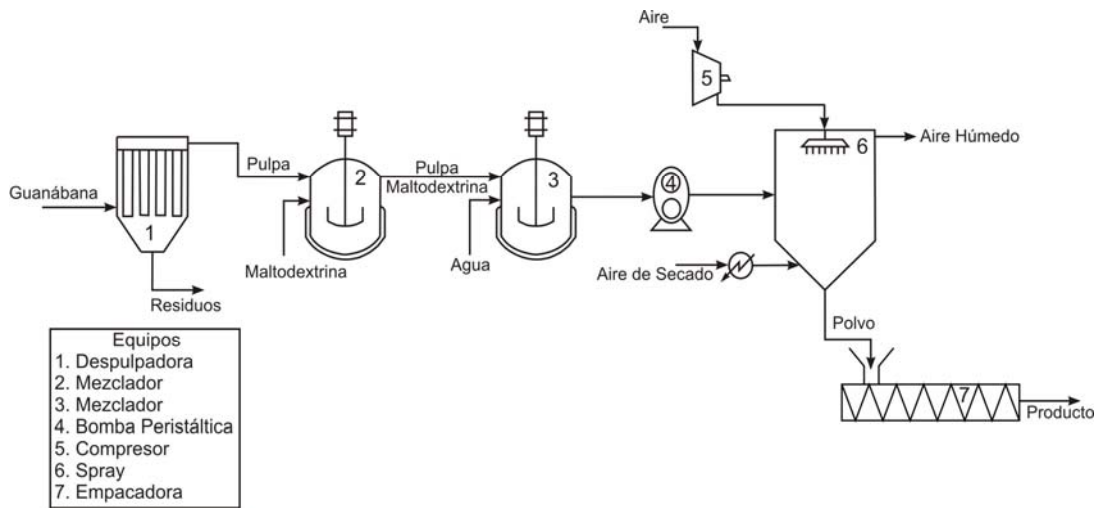 Aire
5
6
Aire Húmedo
Pulpa
2
Pulpa
Maltodextrina
3
4
Guanábana
1
Maltodextrina
Agua
Aire de Secado
Residuos
Polvo
7
Producto
Equipos
1. Despulpadora
2. Mezclador
3. Mezclador
4. Bomba Peristáltica
5. Compresor
6. Spray
7. Empacadora